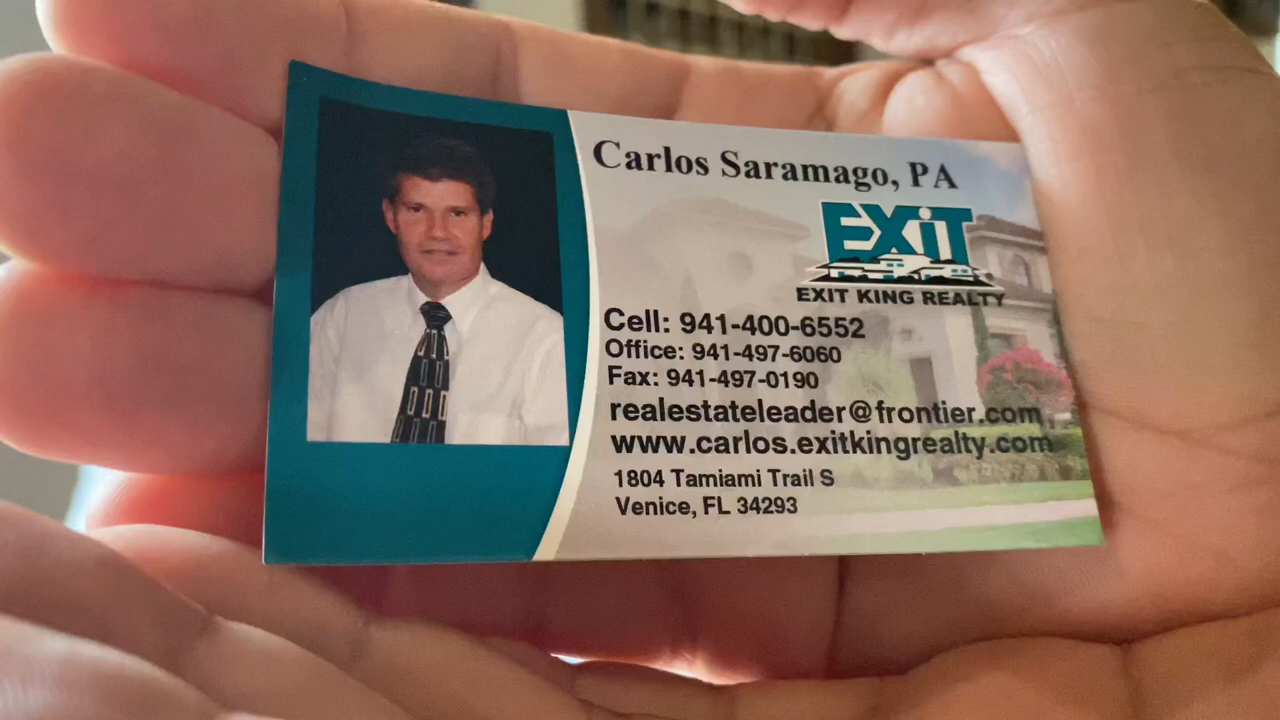 Carlos Saramago, PA
EXiT
EXIT KING REALTY
Cell: 941-400-6552
Office: 941-497-6060
Fax: 941-497-0190
realestateleader@frontier.com
www.carlos.exitkingrealty.com
1804 Tamiami Trail S
Venice, FL 34293